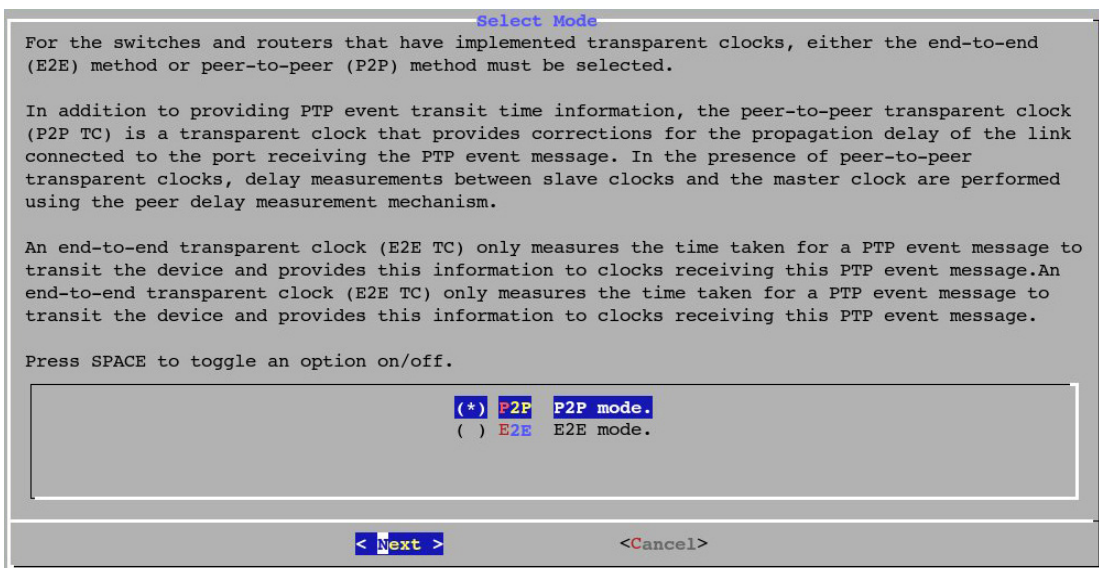 Select Mode
For the switches and routers that have implemented transparent clocks, either the end-to-end
(E2E) method or peer-to-peer (P2P) method must be selected.
In addition to providing PTP event transit time information, the peer-to-peer transparent clock
(P2P TC) is a transparent clock that provides corrections for the propagation delay of the link
connected to the port receiving the PTP event message. In the presence of peer-to-peer
transparent clocks, delay measurements between slave clocks and the master clock are performed
using the peer delay measurement mechanism.
An end-to-end transparent clock (E2E TC) only measures the time taken for a PTP event message to
transit the device and provides this information to clocks receiving this PTP event message.An
end-to-end transparent clock (E2E TC) only measures the time taken for a PTP event message to
transit the device and provides this information to clocks receiving this PTP event message.
Press SPACE to toggle an option on/off.
(*) P2P P2P mode.
( ) E2E E2E mode.
< Next > <Cancel>